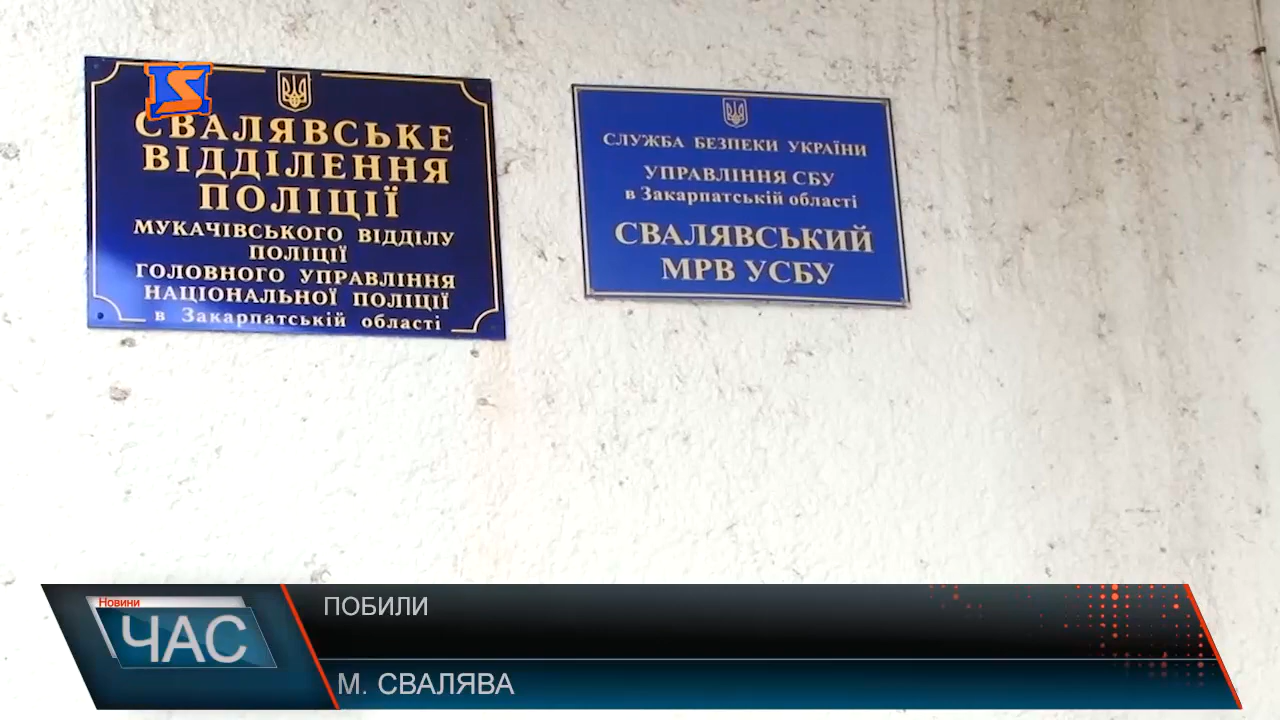 СВАЛЯВСЬКЕ
ВІДДІЛЕННЯ
ПОЛІЦІЇ
МУКАЧІВСЬКОГО ВІДДІЛУ
ПОЛІЦІЇ
ГОЛОВНОГО УПРАВЛІННЯ
НАЦІОНАЛЬНОЇ ПОЛІЦІЇ
в Закарпатській області
СЛУЖБА БЕЗПЕКИ УКРАЇНИ
УПРАВЛІННЯ СБУ
в Закарпатській області
СВАЛЯВСЬКИЙ
МРВ УСБУ
Новини
ЧАС
ПОБИЛИ
М. СВАЛЯВА